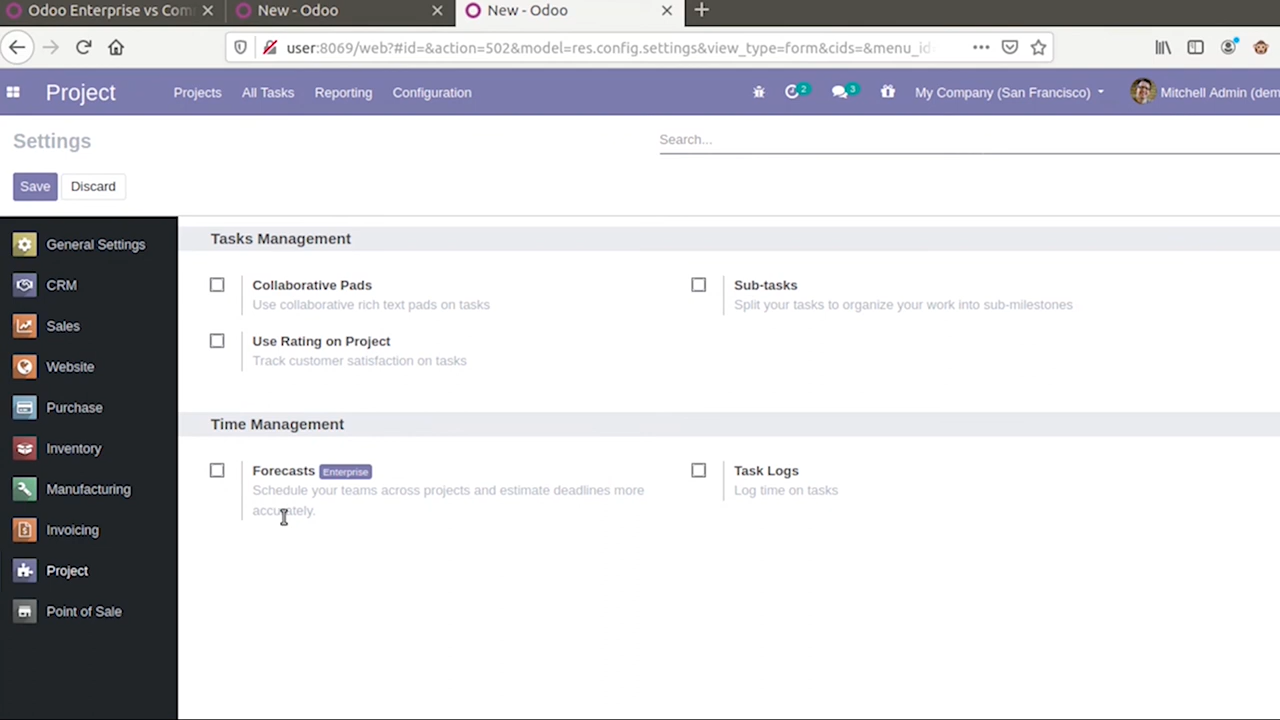 Odoo Enterprise vs Com
New - Odoo
New - Odoo
user:8069/web?#id=&action=502&model=res.config.settings&view_type=form&cids=&menu_id
Project
Projects
All Tasks
Reporting
Configuration
2
3
My Company (San Francisco)
Mitchell Admin (dem
Settings
Search...
Save
Discard
General Settings
CRM
Sales
Website
Purchase
Inventory
Manufacturing
Invoicing
Project
Point of Sale
Tasks Management
Collaborative Pads
Use collaborative rich text pads on tasks
Sub-tasks
Split your tasks to organize your work into sub-milestones
Use Rating on Project
Track customer satisfaction on tasks
Time Management
Forecasts Enterprise
Schedule your teams across projects and estimate deadlines more
accurately.
Task Logs
Log time on tasks